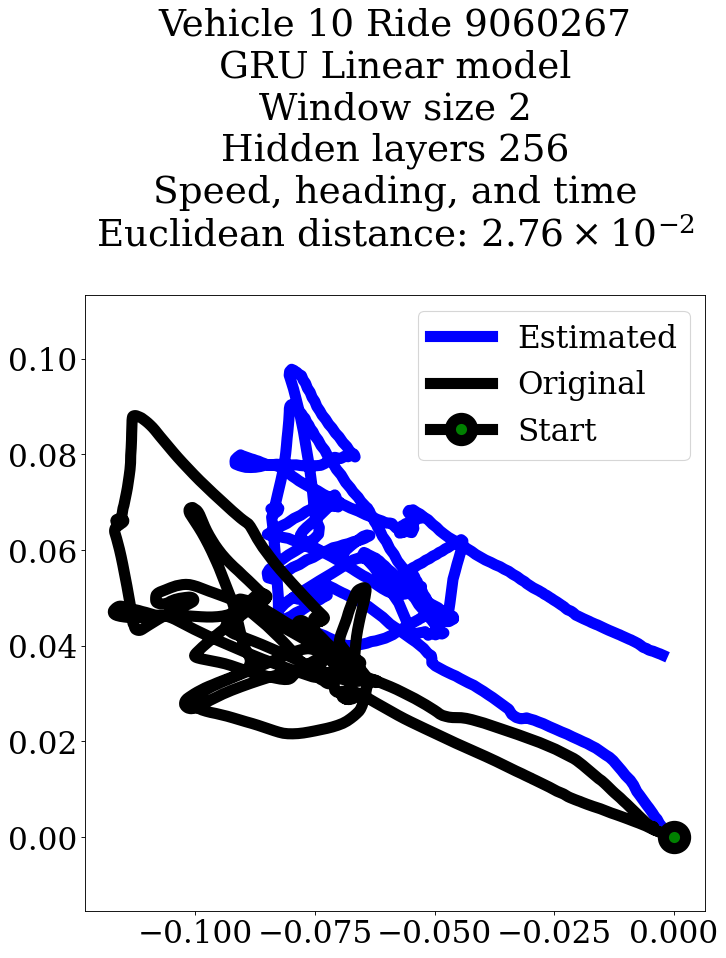 Vehicle 10 Ride 9060267
GRU Linear model
Window size 2
Hidden layers 256
Speed, heading, and time
Euclidean distance: 2.76 × 10⁻²
Estimated
Original
Start
0.10
0.08
0.06
0.04
0.02
0.00
−0.100 −0.075 −0.050 −0.025 0.000